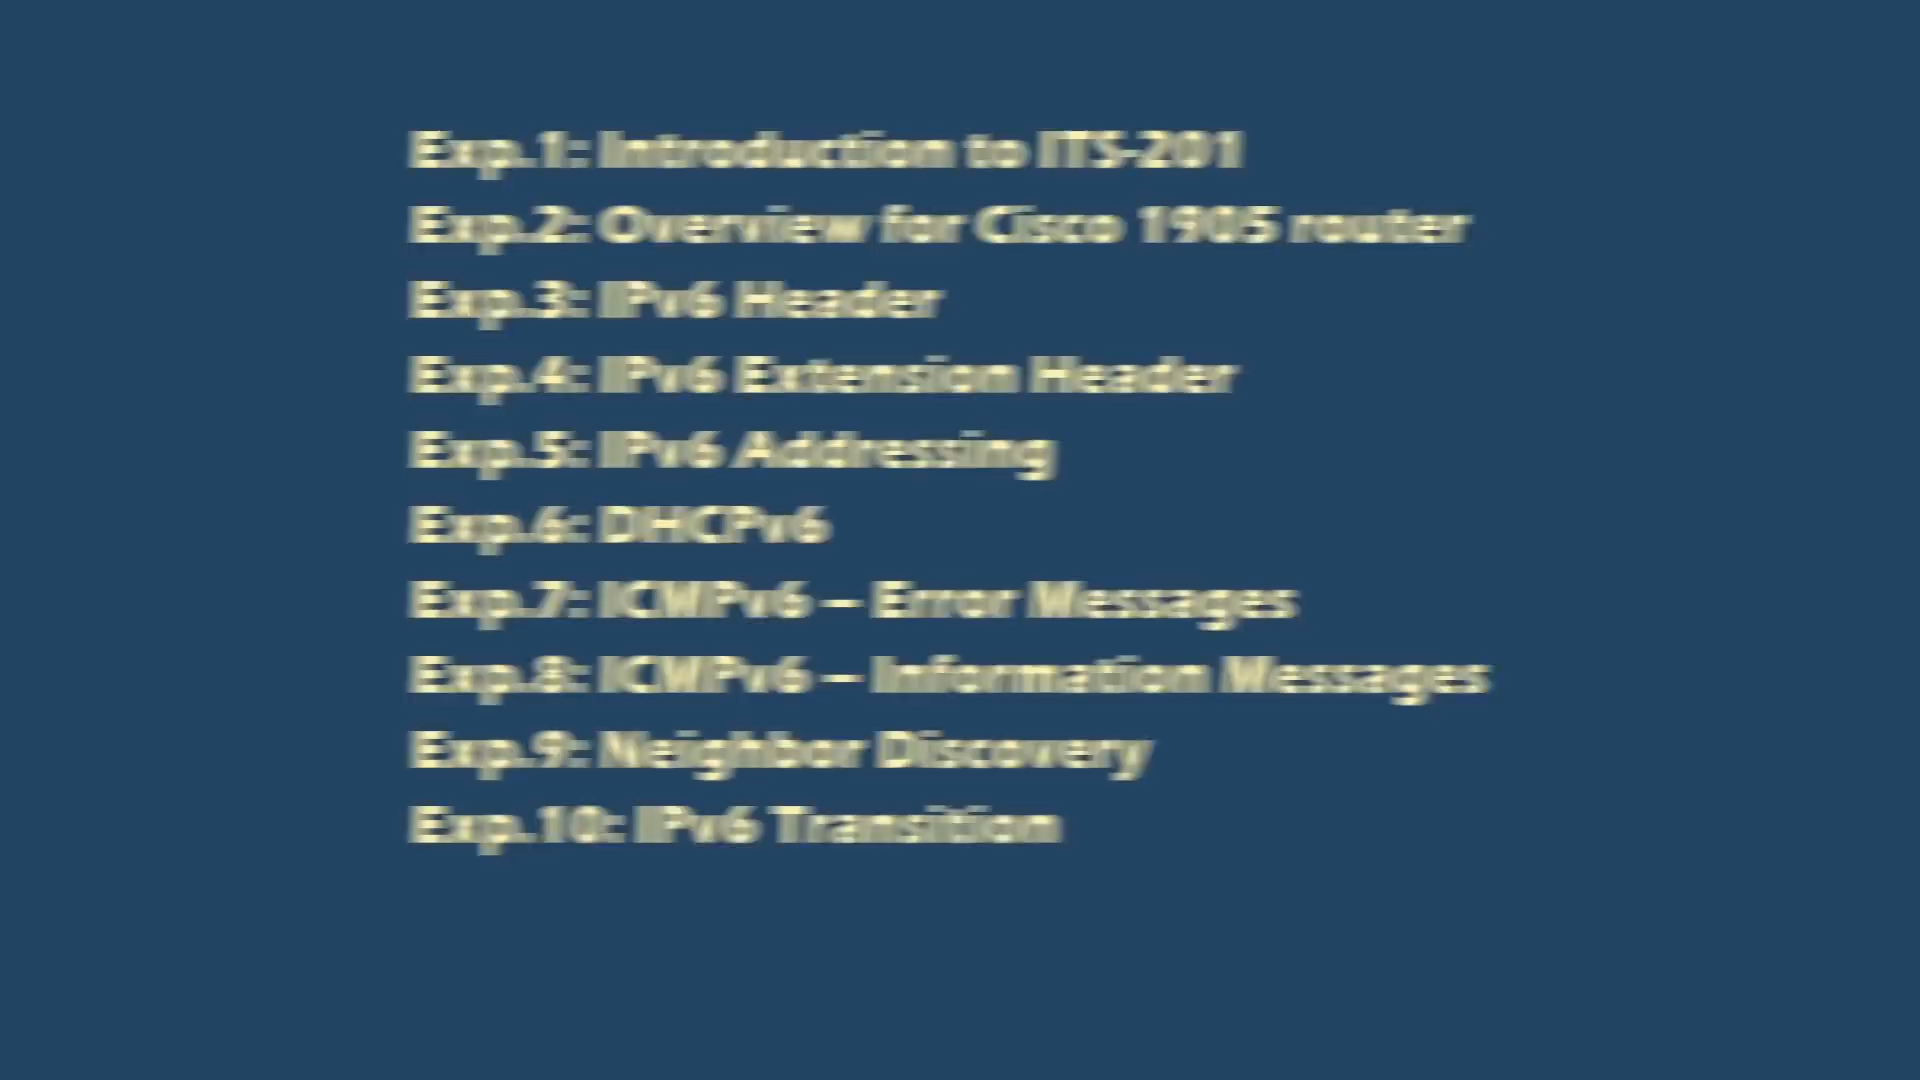 Exp.1: Introduction to ITS-201
Exp.2: Overview for Cisco 1905 router
Exp.3: IPv6 Header
Exp.4: IPv6 Extension Header
Exp.5: IPv6 Addressing
Exp.6: DHCPv6
Exp.7: ICMPv6 – Error Messages
Exp.8: ICMPv6 – Information Messages
Exp.9: Neighbor Discovery
Exp.10: IPv6 Transition